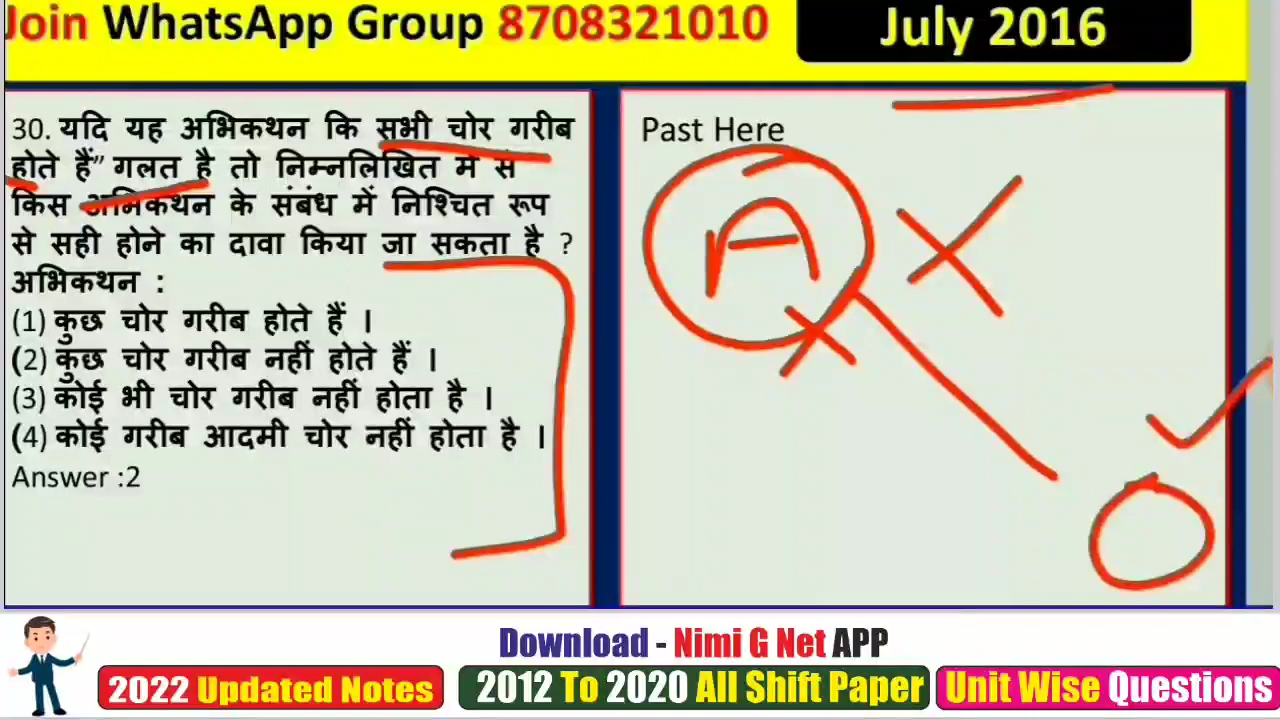 Join WhatsApp Group 8708321010
July 2016
30. यदि यह अभिकथन कि सभी चोर गरीब
होते हैं" गलत है तो निम्नलिखित में से
किस अभिकथन के संबंध में निश्चित रूप
से सही होने का दावा किया जा सकता है ?
अभिकथन :
(1) कुछ चोर गरीब होते हैं ।
(2) कुछ चोर गरीब नहीं होते हैं ।
(3) कोई भी चोर गरीब नहीं होता है ।
(4) कोई गरीब आदमी चोर नहीं होता है ।
Answer :2
Past Here
A
O
Download - Nimi G Net APP
2022 Updated Notes
2012 To 2020 All Shift Paper
Unit Wise Questions